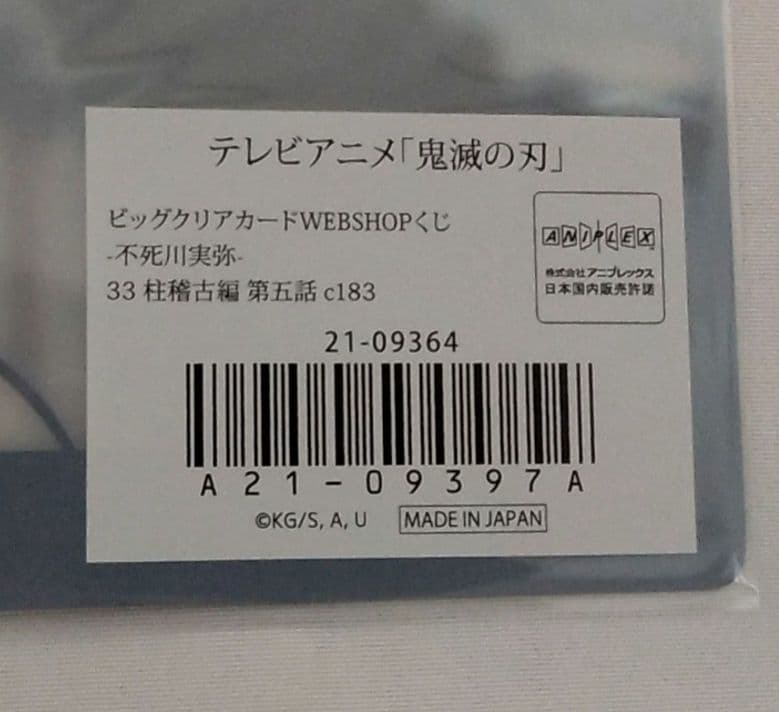 テレビアニメ「鬼滅の刃」
ビッグクリアカードWEBSHOPくじ
-不死川実弥-
33 柱稽古編 第五話 c183
ANIPLEX
株式会社アニプレックス
日本国内販売許諾
21-09364
A21-09397A
©KG/S, A, U
MADE IN JAPAN